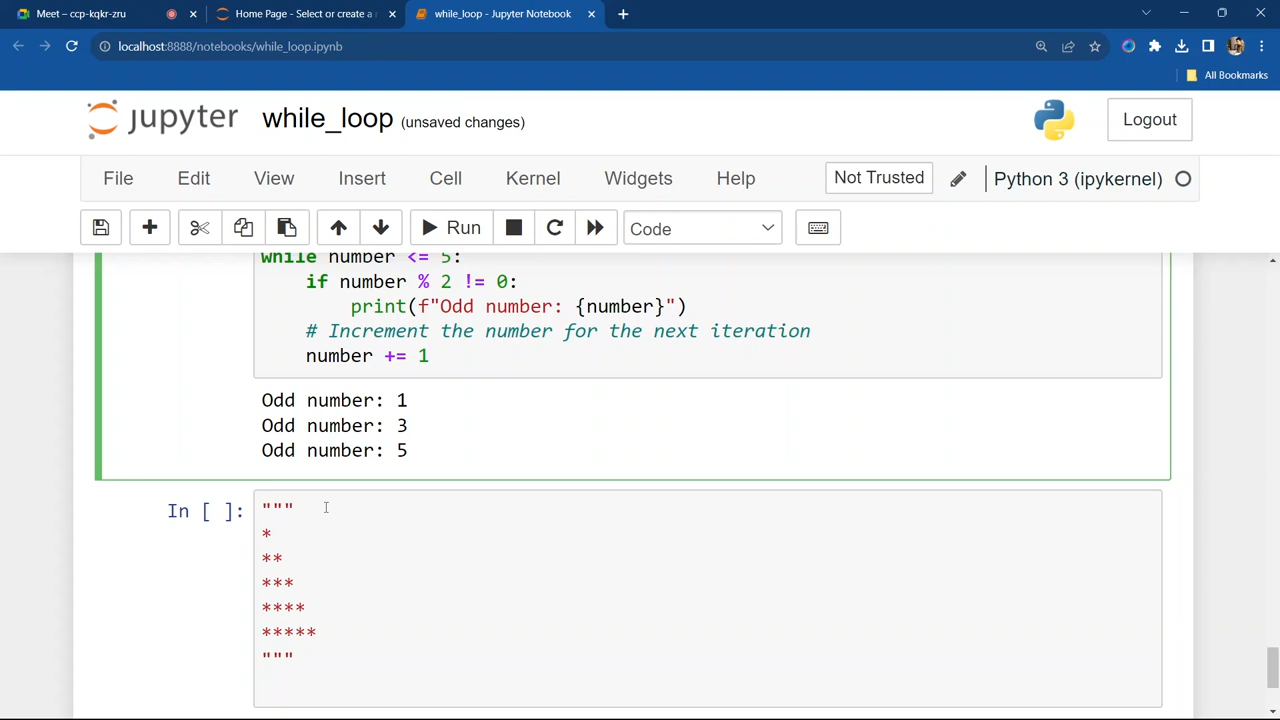 Meet – ccp-kqkr-zru
Home Page - Select or create a
while_loop - Jupyter Notebook
localhost:8888/notebooks/while_loop.ipynb
All Bookmarks
jupyter while_loop (unsaved changes)
Logout
File Edit View Insert Cell Kernel Widgets Help
Not Trusted
Python 3 (ipykernel)
Run
Code
while number <= 5:
    if number % 2 != 0:
        print(f"Odd number: {number}")
    # Increment the number for the next iteration
    number += 1
Odd number: 1
Odd number: 3
Odd number: 5
In [ ]: """
*
**
***
****
*****
"""